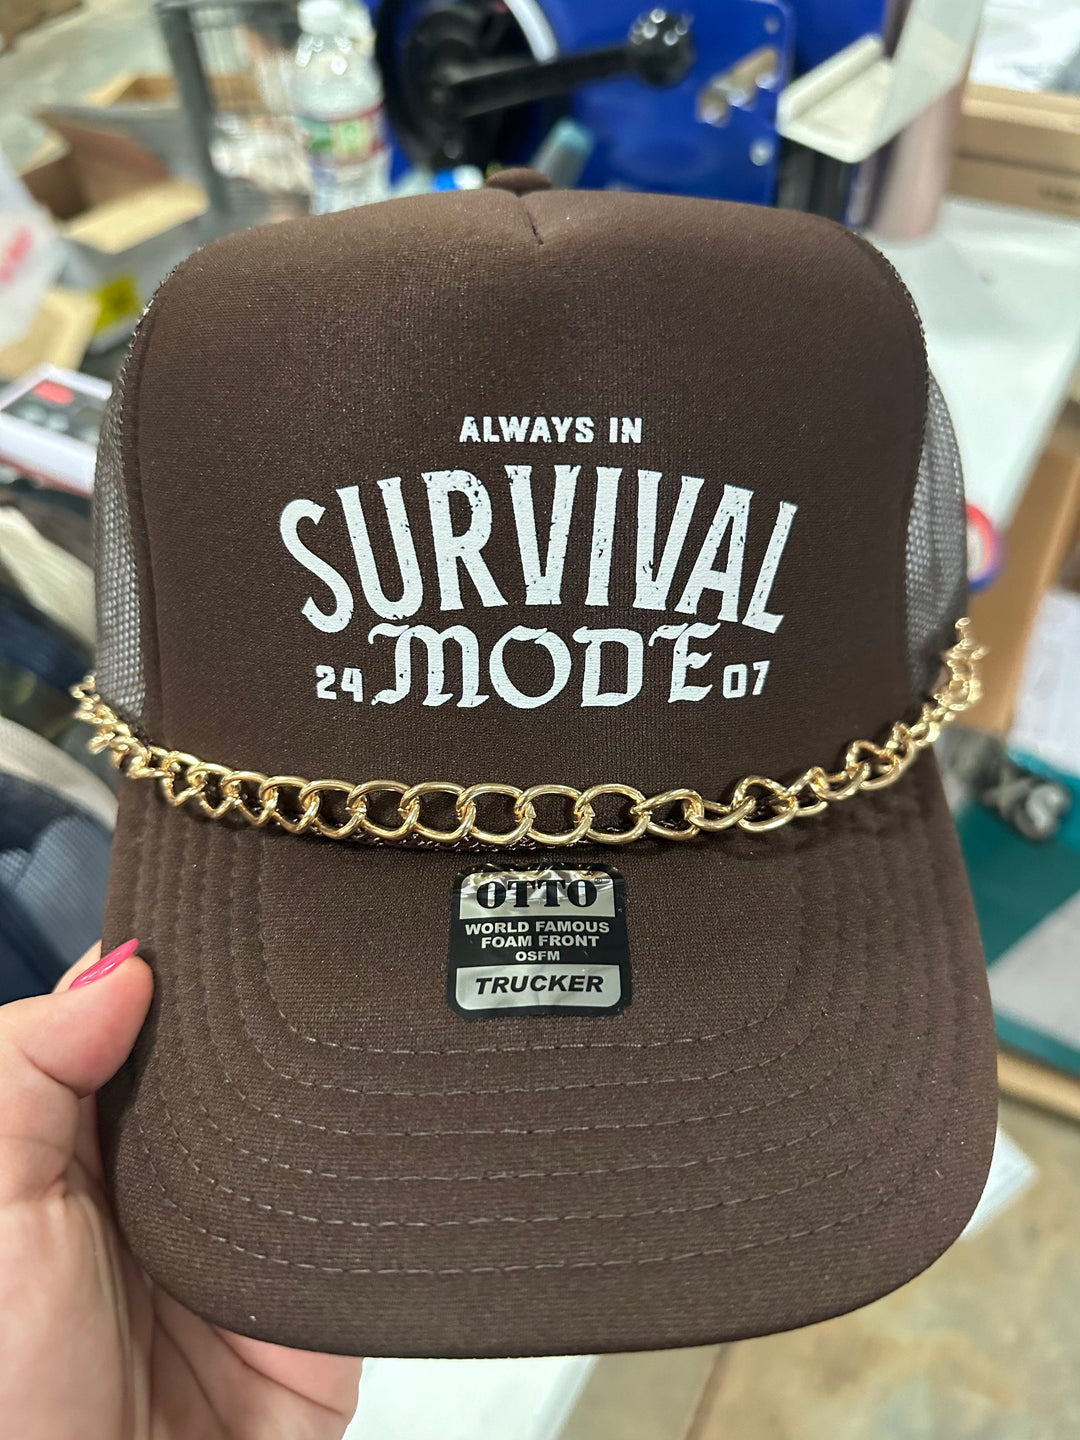 ALWAYS IN
SURVIVAL
24 MODE 07
OTTO
WORLD FAMOUS
FOAM FRONT
OSFM
TRUCKER